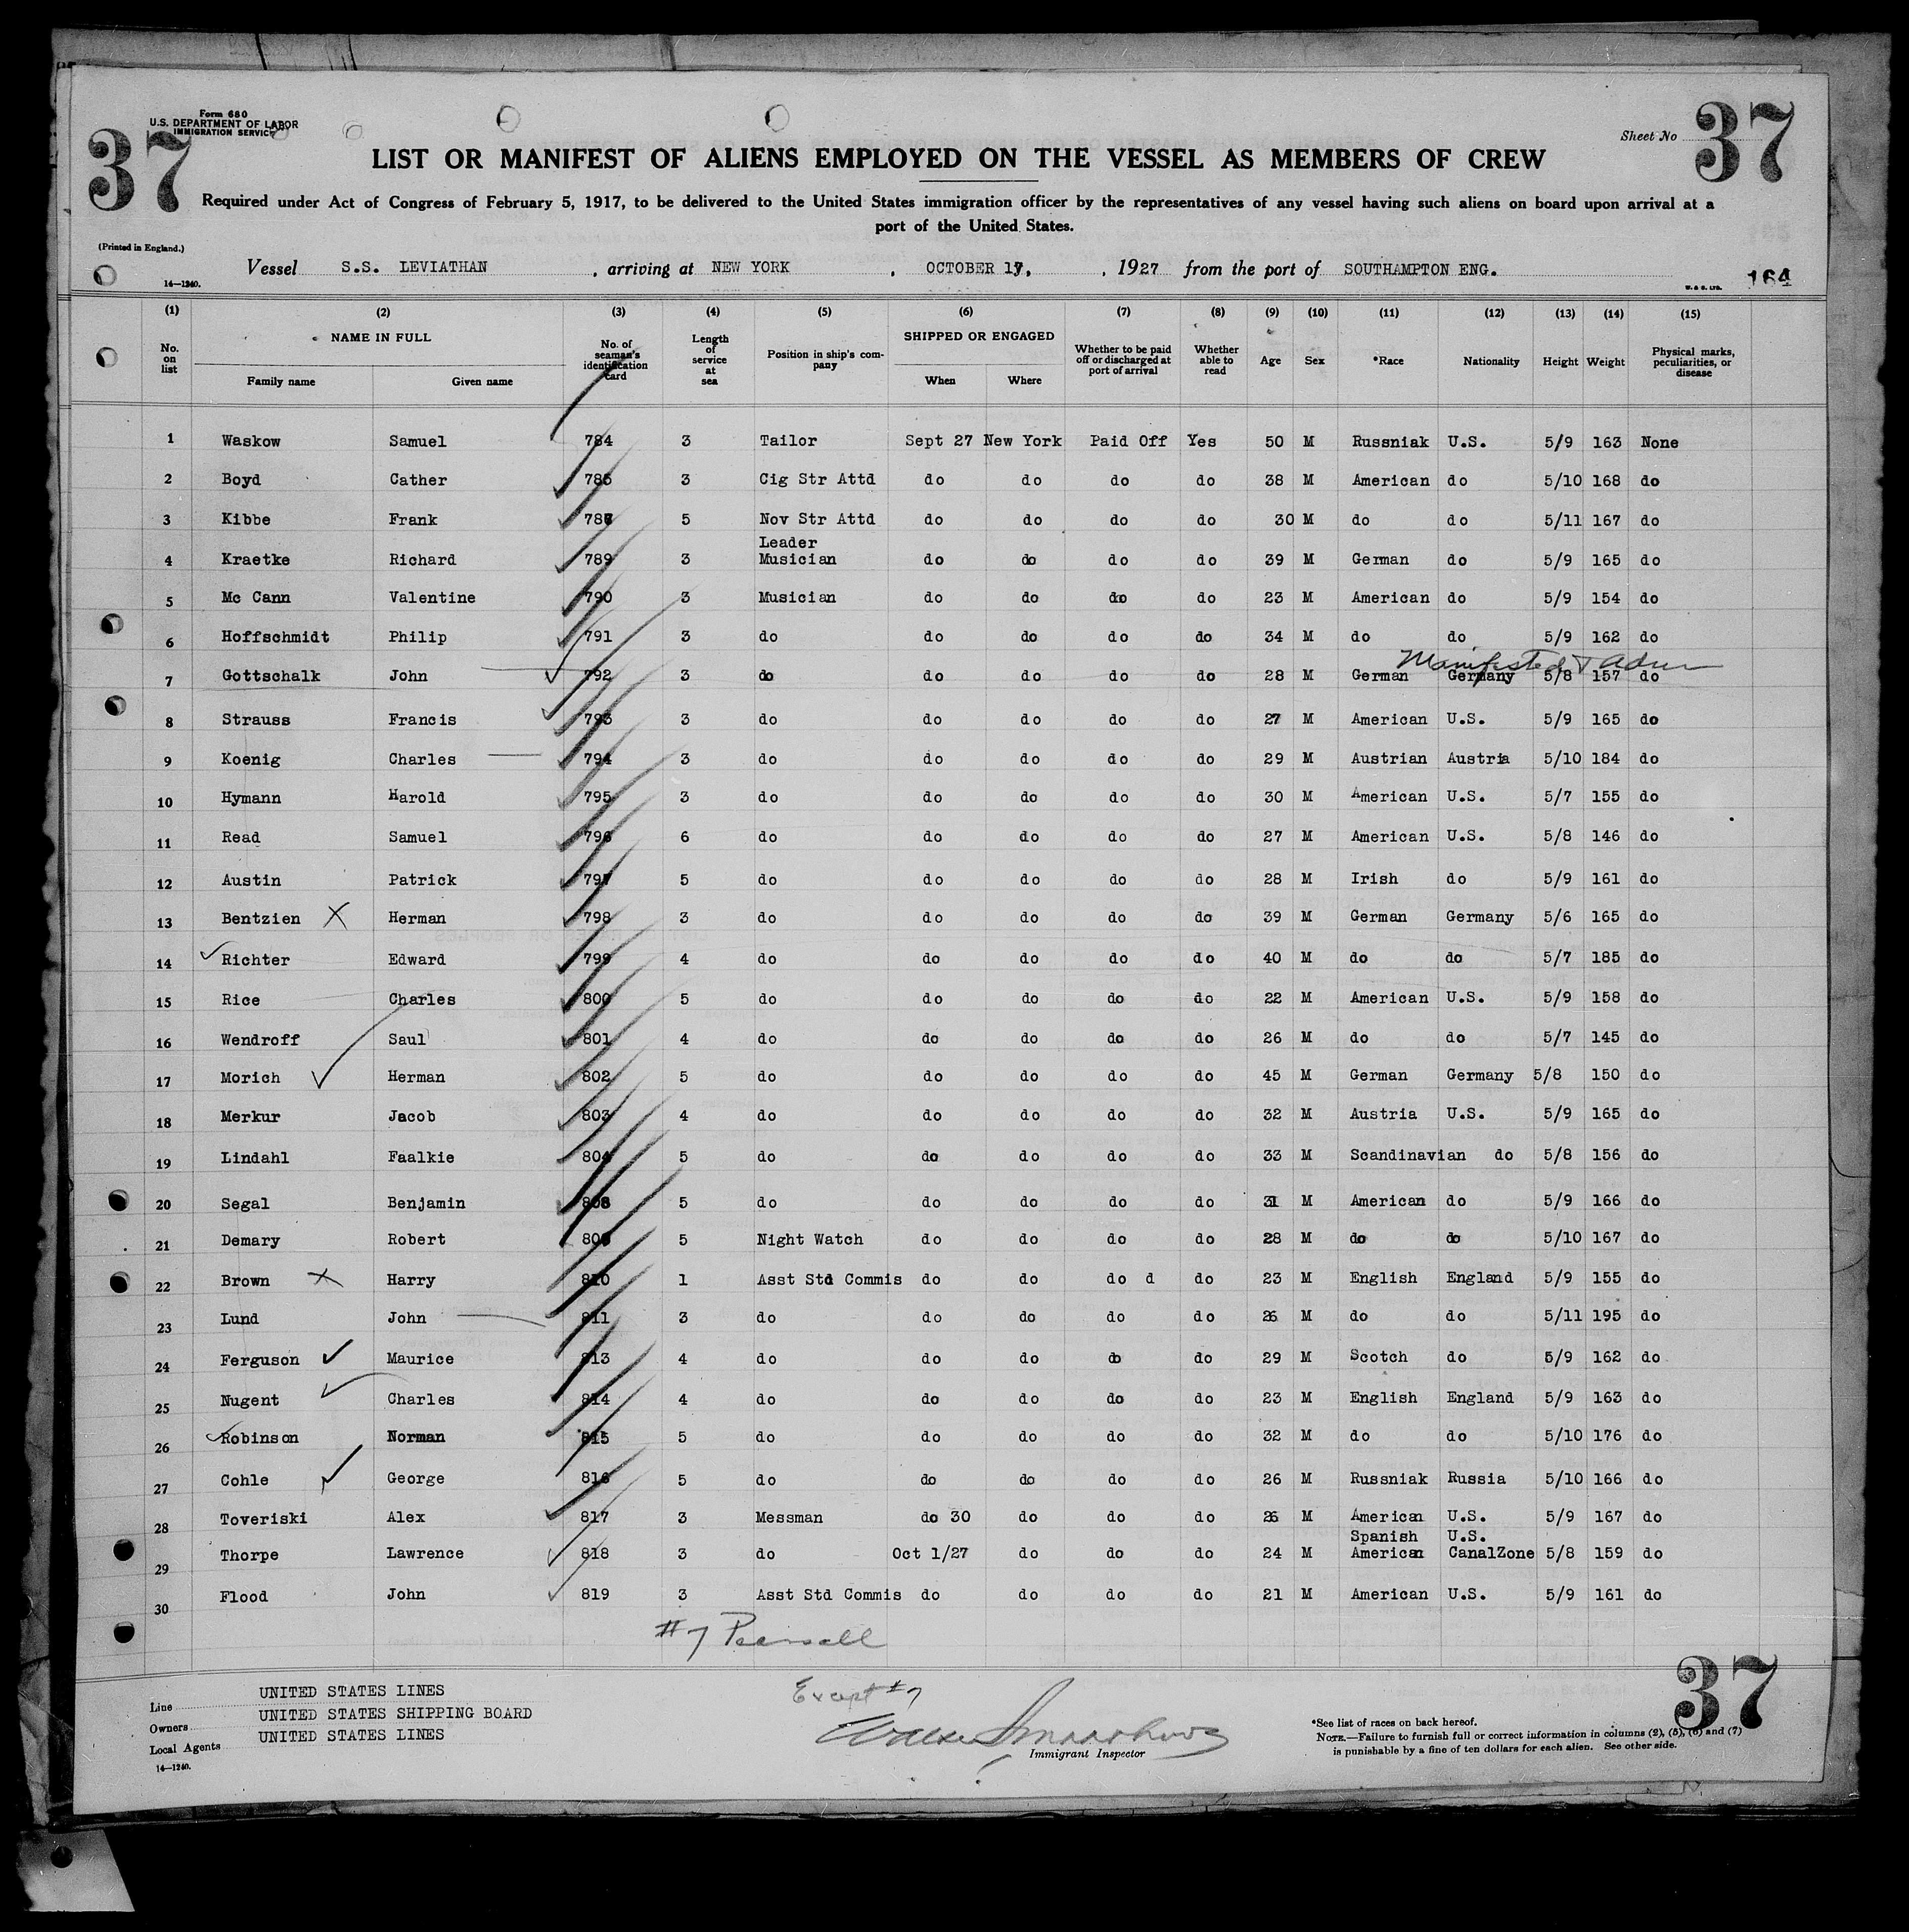 Form 680
U.S. DEPARTMENT OF LABOR
IMMIGRATION SERVICE
37
Sheet No 37
LIST OR MANIFEST OF ALIENS EMPLOYED ON THE VESSEL AS MEMBERS OF CREW
Required under Act of Congress of February 5, 1917, to be delivered to the United States immigration officer by the representatives of any vessel having such aliens on board upon arrival at a
port of the United States.
(Printed in England.)
Vessel S.S. LEVIATHAN , arriving at NEW YORK , OCTOBER 17, , 1927 from the port of SOUTHAMPTON ENG.
14—1240. W. & S. LTD. 164
(1) (2) (3) (4) (5) (6) (7) (8) (9) (10) (11) (12) (13) (14) (15)
No. on list NAME IN FULL Family name Given name No. of seaman's identification card Length of service at sea Position in ship's company SHIPPED OR ENGAGED When Where Whether to be paid off or discharged at port of arrival Whether able to read Age Sex *Race Nationality Height Weight Physical marks, peculiarities, or disease
1 Waskow Samuel 784 3 Tailor Sept 27 New York Paid Off Yes 50 M Russniak U.S. 5/9 163 None
2 Boyd Cather 785 3 Cig Str Attd do do do do 38 M American do 5/10 168 do
3 Kibbe Frank 5 Nov Str Attd do do do do 30 M do do 5/11 167 do
4 Kraetke Richard 789 3 Leader Musician do do do do 39 M German do 5/9 165 do
5 Mc Cann Valentine 790 3 Musician do do do do 23 M American do 5/9 154 do
6 Hoffschmidt Philip 791 3 do do do do do 34 M do do 5/9 162 do
Manifested
7 Gottschalk John 792 3 do do do do do 28 M German Germany 5/8 157 do
8 Strauss Francis 793 3 do do do do do 27 M American U.S. 5/9 165 do
9 Koenig Charles 794 3 do do do do do 29 M Austrian Austria 5/10 184 do
10 Hymann Harold 795 3 do do do do do 30 M American U.S. 5/7 155 do
11 Read Samuel 796 6 do do do do do 27 M American U.S. 5/8 146 do
12 Austin Patrick 797 5 do do do do do 28 M Irish do 5/9 161 do
13 Bentzien X Herman 798 3 do do do do do 39 M German Germany 5/6 165 do
14 Richter Edward 799 4 do do do do do 40 M do do 5/7 185 do
15 Rice Charles 800 5 do do do do do 22 M American U.S. 5/9 158 do
16 Wendroff Saul 801 4 do do do do do 26 M do do 5/7 145 do
17 Morich Herman 802 5 do do do do do 45 M German Germany 5/8 150 do
18 Merkur Jacob 803 4 do do do do do 32 M Austria U.S. 5/9 165 do
19 Lindahl Faalkie 804 5 do do do do do 33 M Scandinavian do 5/8 156 do
20 Segal Benjamin 5 do do do do do 31 M American do 5/9 166 do
21 Demary Robert 5 Night Watch do do do do 28 M do do 5/10 167 do
22 Brown X Harry 810 1 Asst Std Commis do do do d do 23 M English England 5/9 155 do
23 Lund John 811 3 do do do do do 26 M do do 5/11 195 do
24 Ferguson Maurice 813 4 do do do do do 29 M Scotch do 5/9 162 do
25 Nugent Charles 814 4 do do do do do 23 M English England 5/9 163 do
26 Robinson Norman 815 5 do do do do do 32 M do do 5/10 176 do
27 Cohle George 816 5 do do do do do 26 M Russniak Russia 5/10 166 do
28 Toveriski Alex 817 3 Messman do 30 do do do 26 M American U.S. 5/9 167 do
Spanish U.S.
29 Thorpe Lawrence 818 3 do Oct 1/27 do do do 24 M American CanalZone 5/8 159 do
30 Flood John 819 3 Asst Std Commis do do do do 21 M American U.S. 5/9 161 do
#7 Pearsall
Line UNITED STATES LINES
Owners UNITED STATES SHIPPING BOARD
Local Agents UNITED STATES LINES
14—1240.
Except #7
Immigrant Inspector
37
*See list of races on back hereof.
NOTE.—Failure to furnish full or correct information in columns (2), (5), (6) and (7)
is punishable by a fine of ten dollars for each alien. See other side.